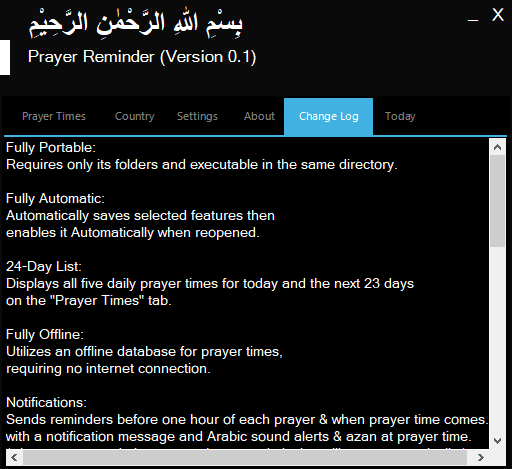 بِسْمِ اللهِ الرَّحْمٰنِ الرَّحِيْمِ
Prayer Reminder (Version 0.1)
_ X
Prayer Times Country Settings About Change Log Today
Fully Portable:
Requires only its folders and executable in the same directory.
Fully Automatic:
Automatically saves selected features then
enables it Automatically when reopened.
24-Day List:
Displays all five daily prayer times for today and the next 23 days
on the "Prayer Times" tab.
Fully Offline:
Utilizes an offline database for prayer times,
requiring no internet connection.
Notifications:
Sends reminders before one hour of each prayer & when prayer time comes.
with a notification message and Arabic sound alerts & azan at prayer time.